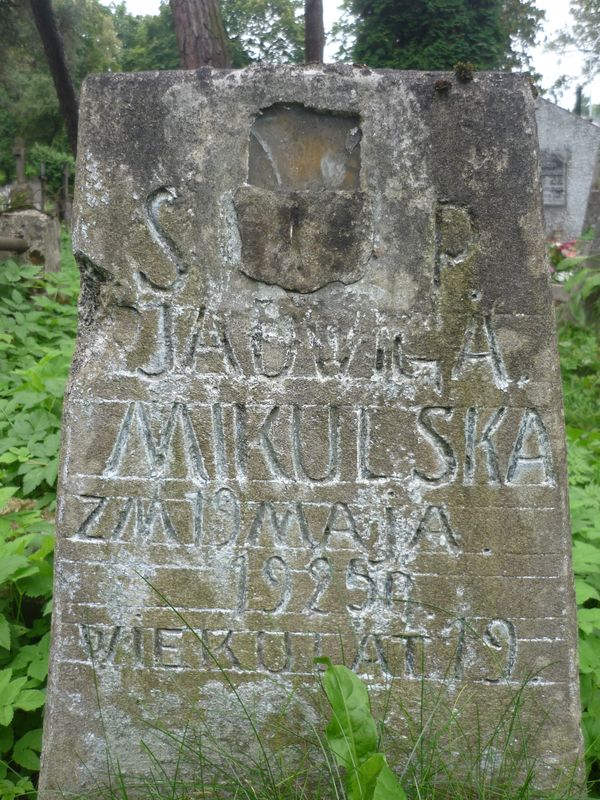 S P
JADWIGA.
MIKULSKA
ZM 19 MAJA
1925 R
WIEKU LAT 19.